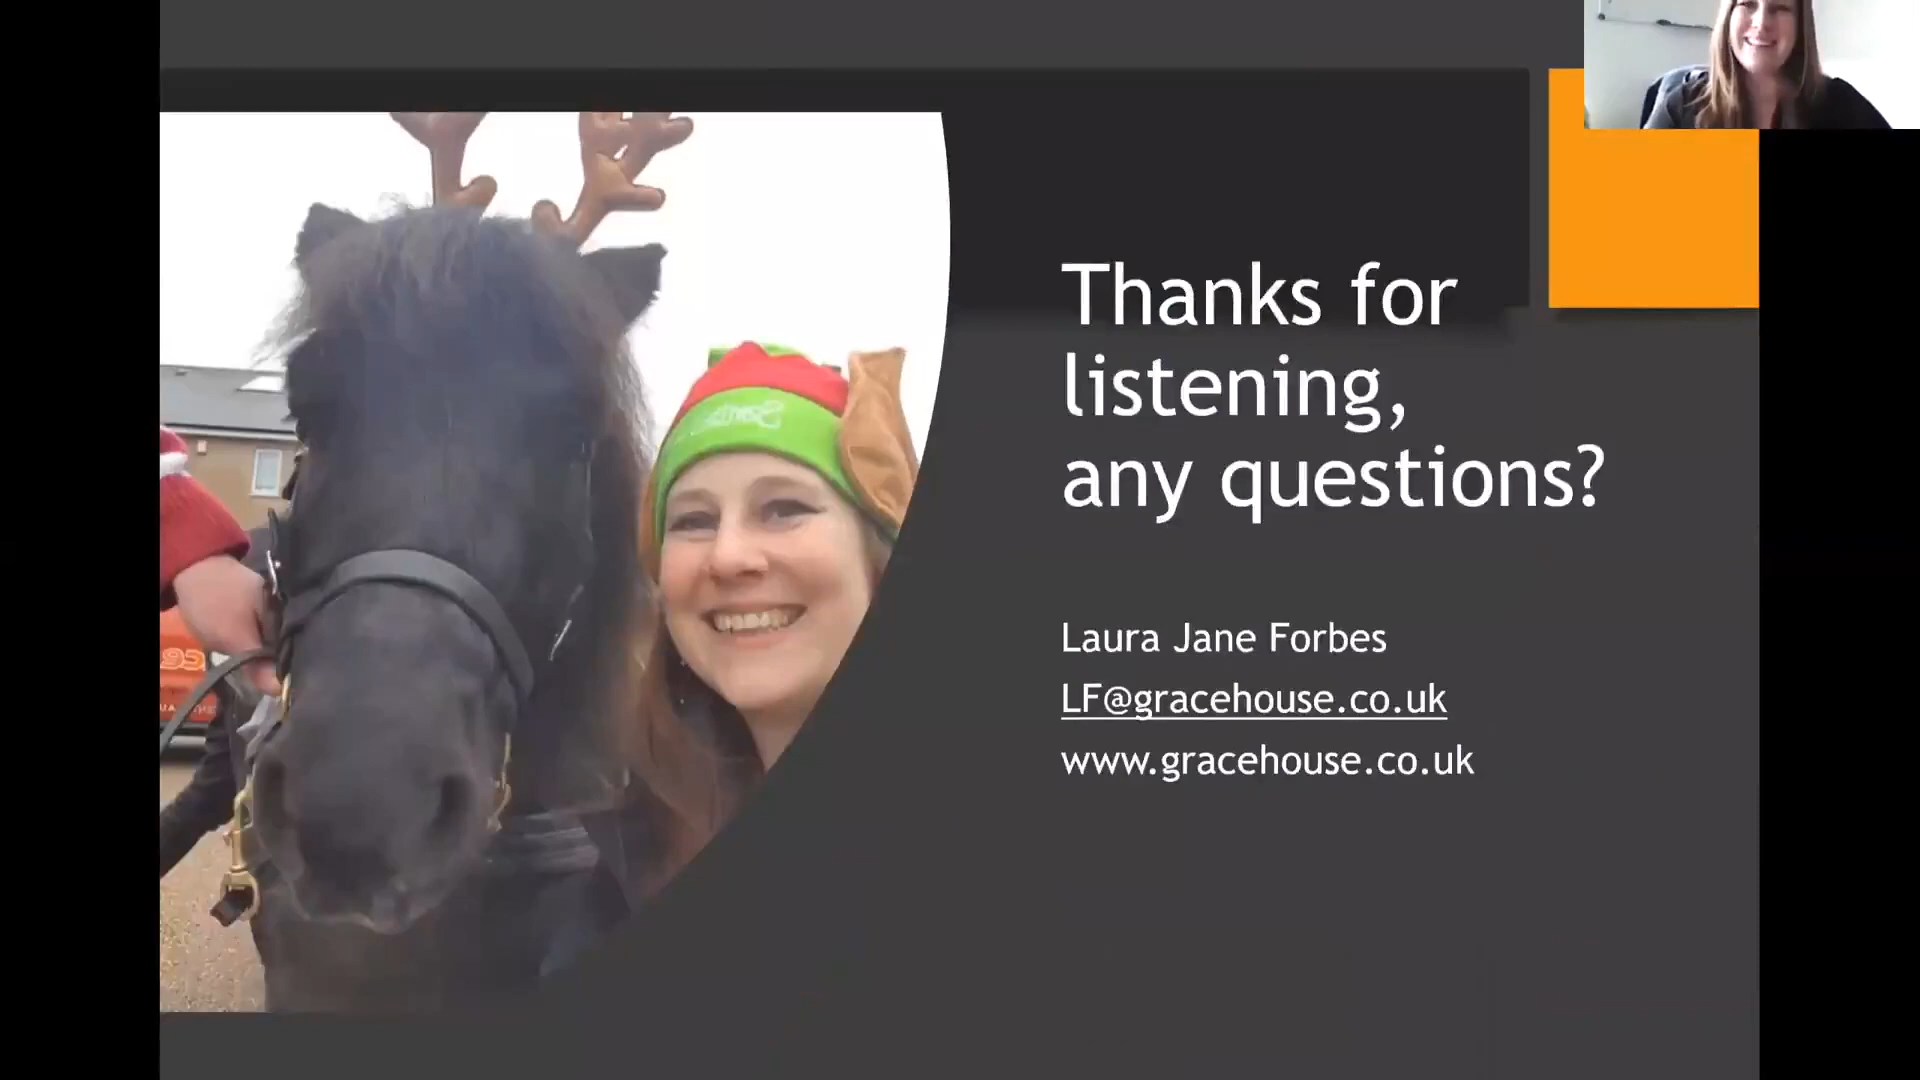 Thanks for
listening,
any questions?
Laura Jane Forbes
LF@gracehouse.co.uk
www.gracehouse.co.uk